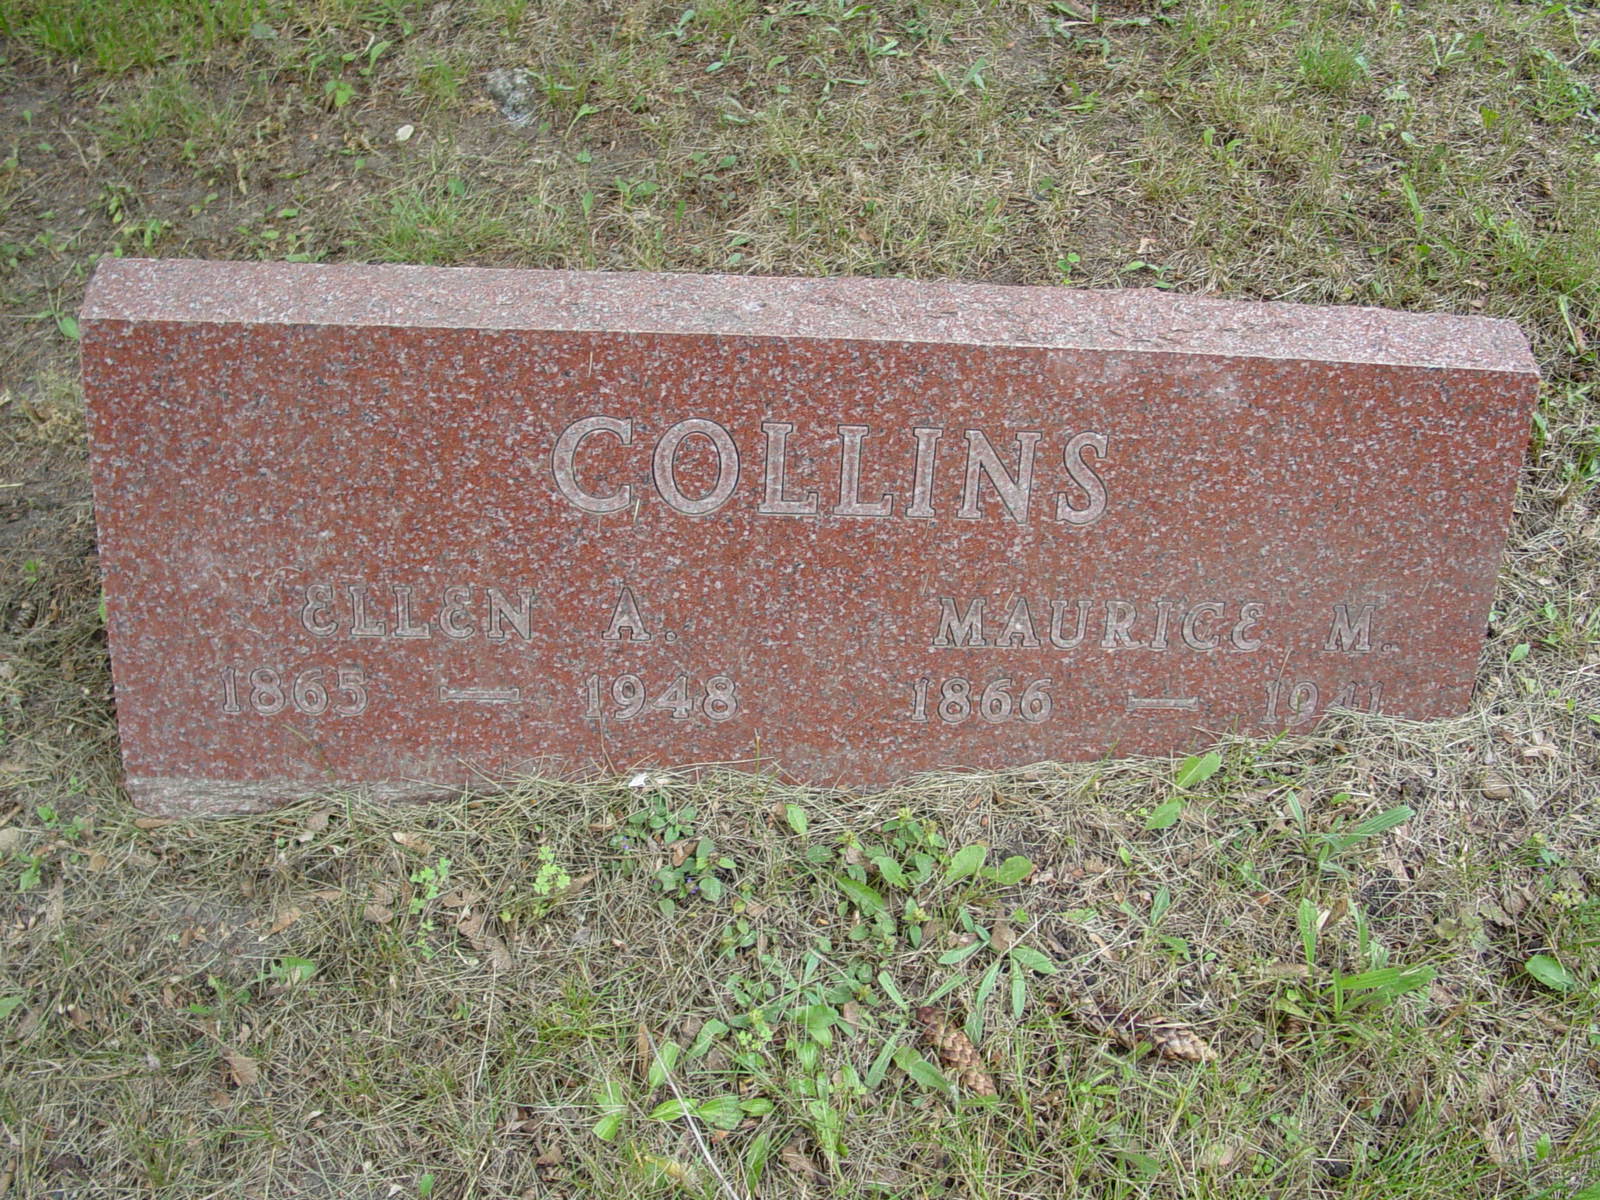 COLLINS
ELLEN A. MAURICE M.
1865 — 1948 1866 — 1941